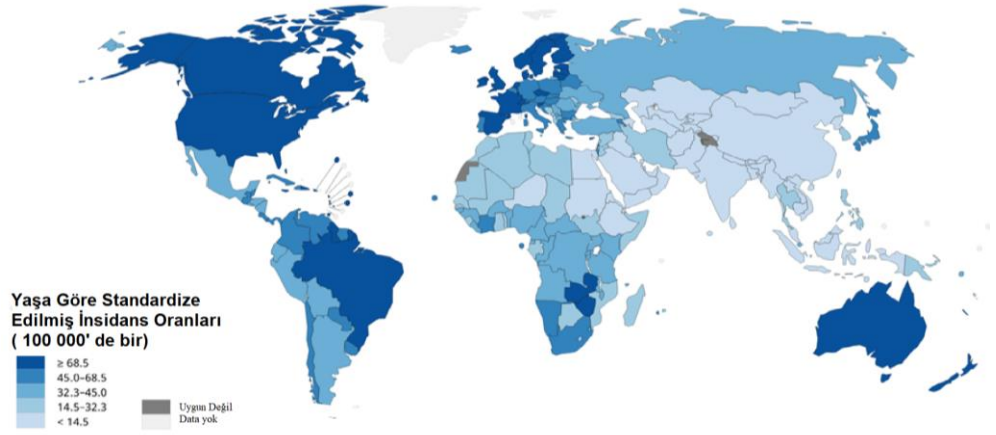 Yaşa Göre Standardize
Edilmiş İnsidans Oranları
( 100 000' de bir)
≥ 68.5
45.0–68.5
32.3–45.0
14.5–32.3
< 14.5
Uygun Değil
Data yok